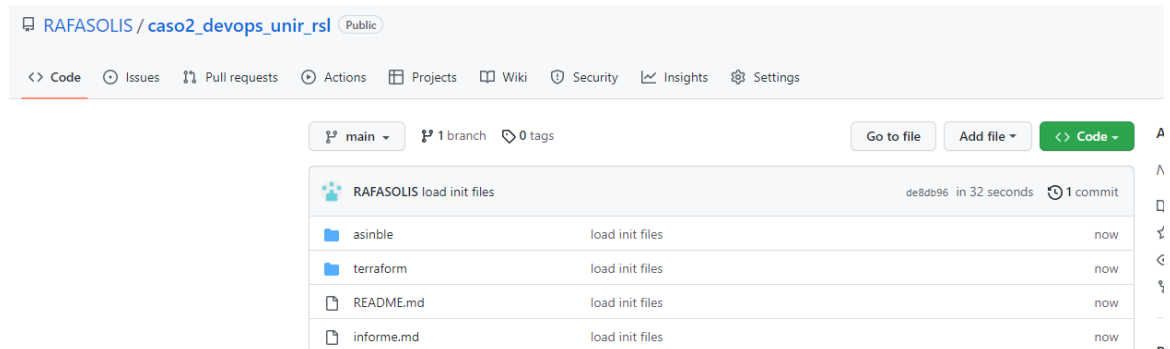 RAFASOLIS / caso2_devops_unir_rsl Public
<> Code Issues Pull requests Actions Projects Wiki Security Insights Settings
main 1 branch 0 tags Go to file Add file <> Code
RAFASOLIS load init files de8db96 in 32 seconds 1 commit
asinble load init files now
terraform load init files now
README.md load init files now
informe.md load init files now